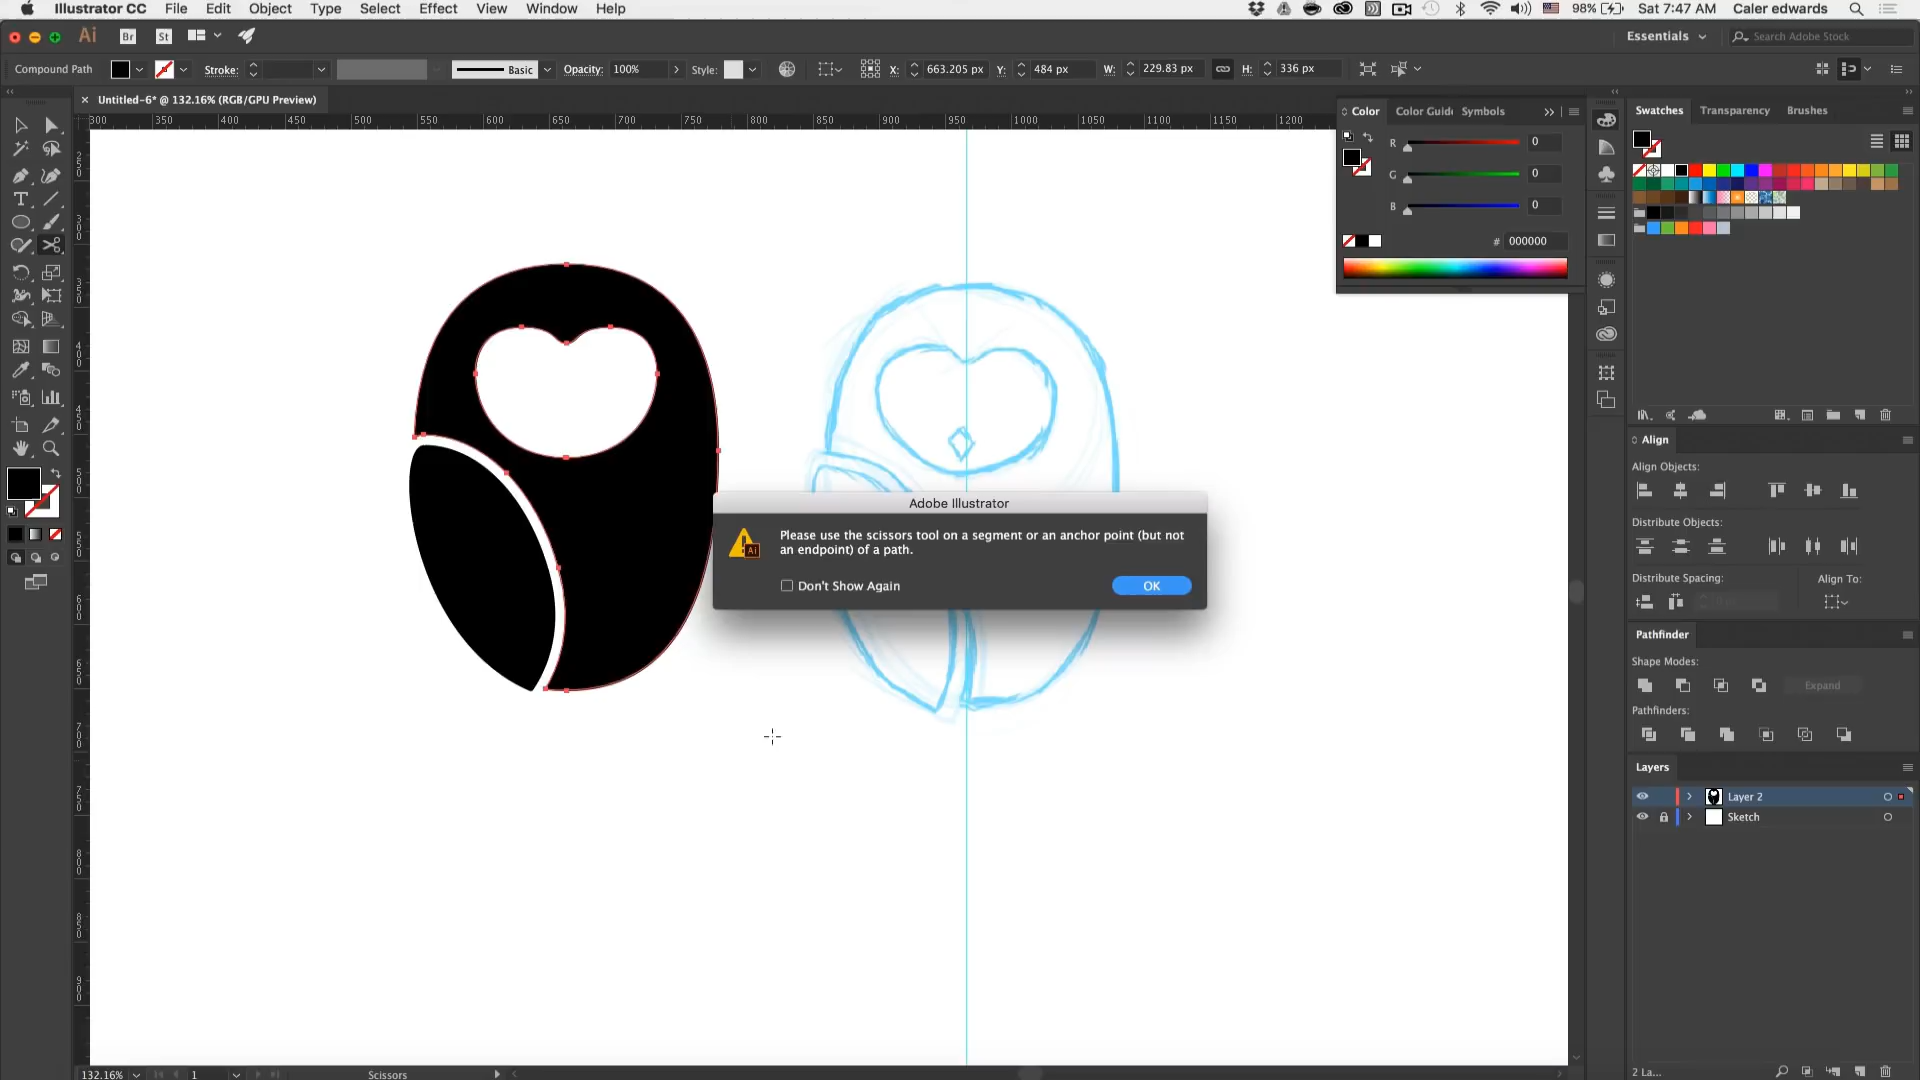 Illustrator CC File Edit Object Type Select Effect View Window Help 98% Sat 7:47 AM Caler edwards
Ai Br St Essentials Search Adobe Stock
Compound Path Stroke: Basic Opacity: 100% Style: X: 663.205 px Y: 484 px W: 229.83 px H: 336 px
× Untitled-6* @ 132.16% (RGB/GPU Preview)
300 350 400 450 500 550 600 650 700 750 800 850 900 950 1000 1050 1100 1150 1200
Color Color Guide Symbols
R 0
G 0
B 0
# 000000
Swatches Transparency Brushes
Align
Align Objects:
Distribute Objects:
Distribute Spacing: Align To:
Pathfinder
Shape Modes:
Expand
Pathfinders:
Layers
Layer 2
Sketch
2 La...
Adobe Illustrator
Please use the scissors tool on a segment or an anchor point (but not
an endpoint) of a path.
Don't Show Again
OK
132.16% 1 Scissors